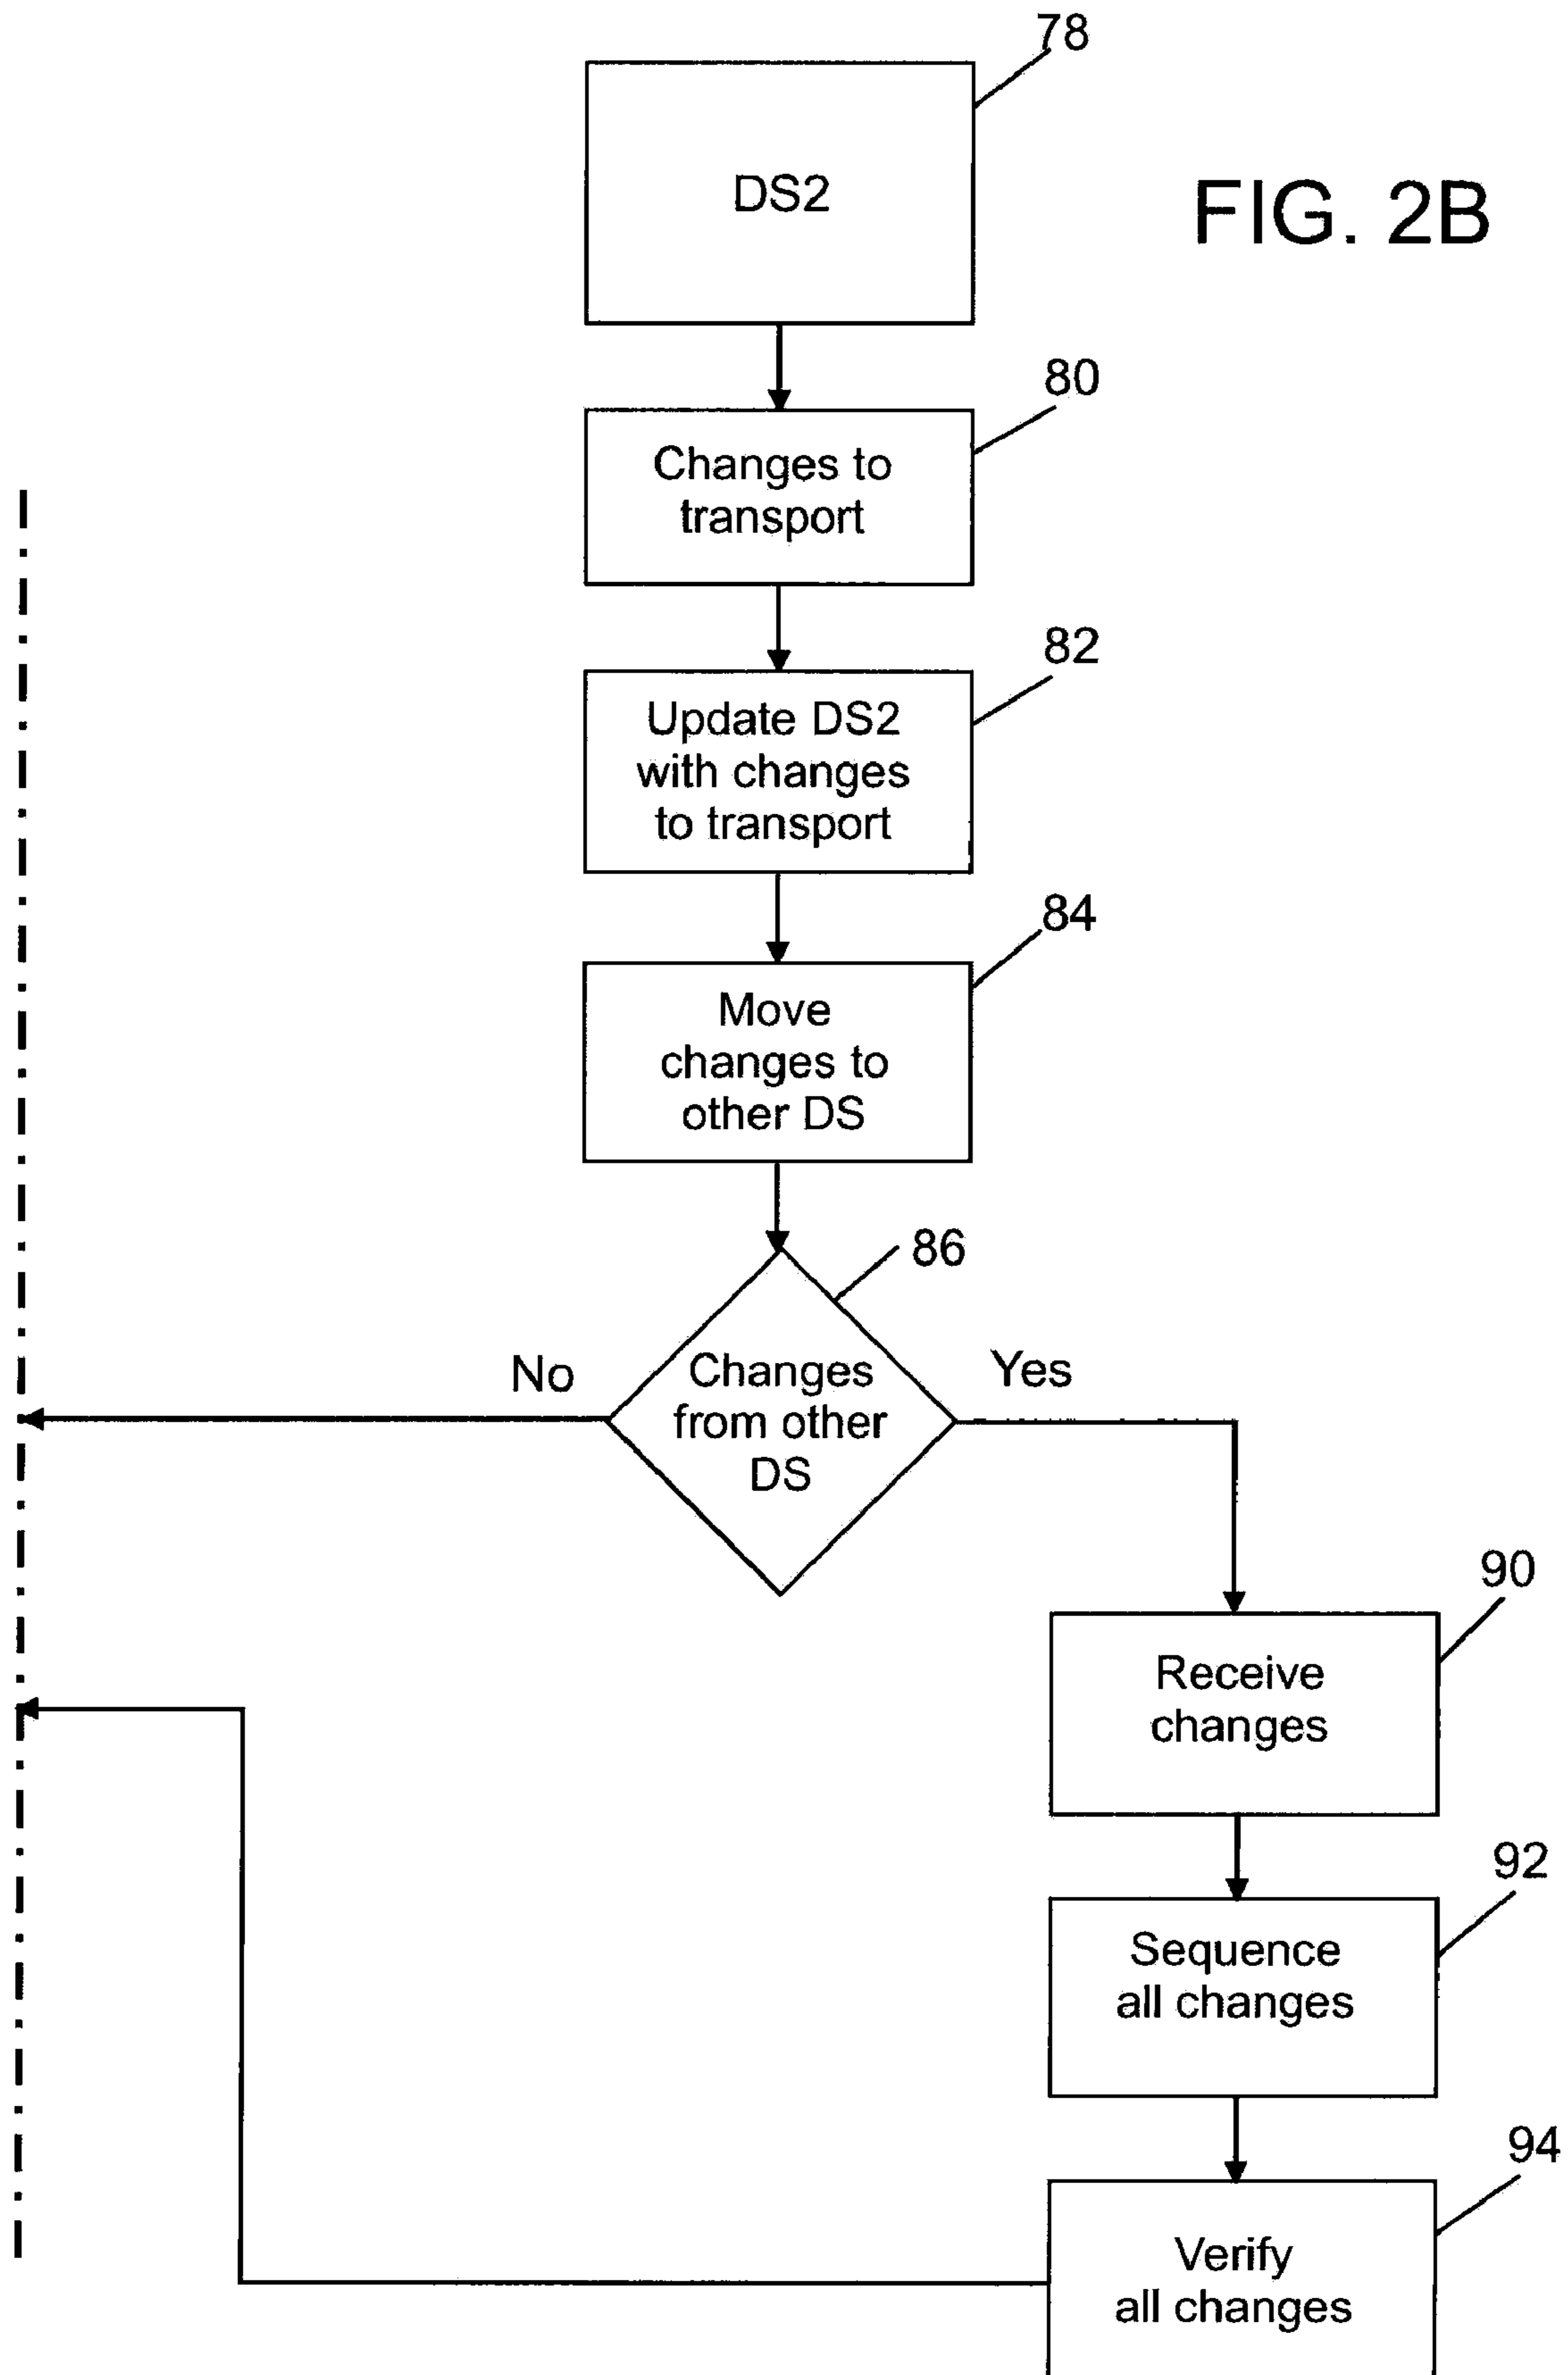 78
DS2
FIG. 2B
80
Changes to
transport
82
Update DS2
with changes
to transport
84
Move
changes to
other DS
86
No
Changes
from other
DS
Yes
90
Receive
changes
92
Sequence
all changes
94
Verify
all changes